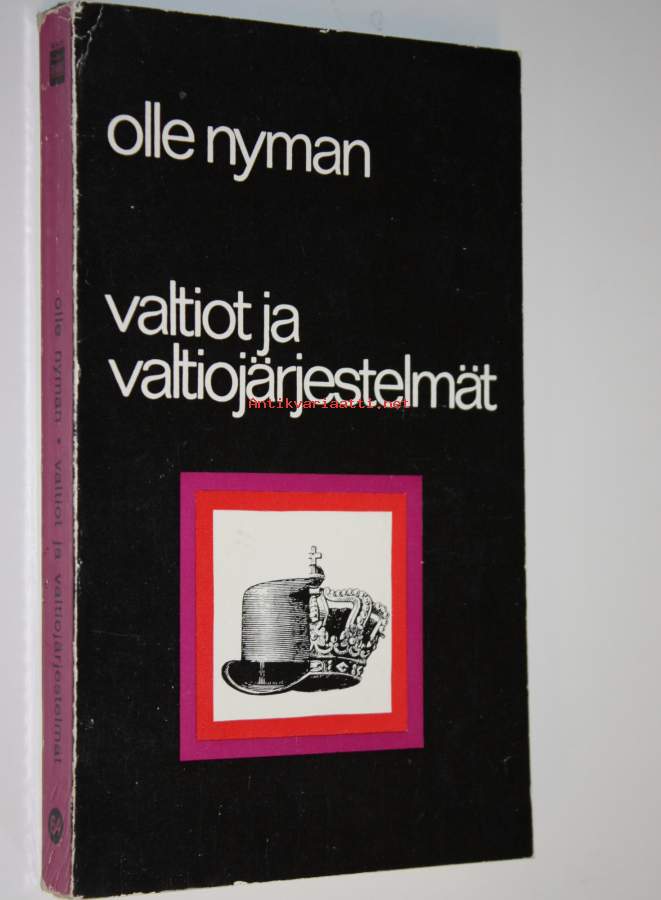 olle nyman
valtiot ja
valtiojärjestelmät
Antikvariaatti.net
olle nyman • valtiot ja valtiojärjestelmät